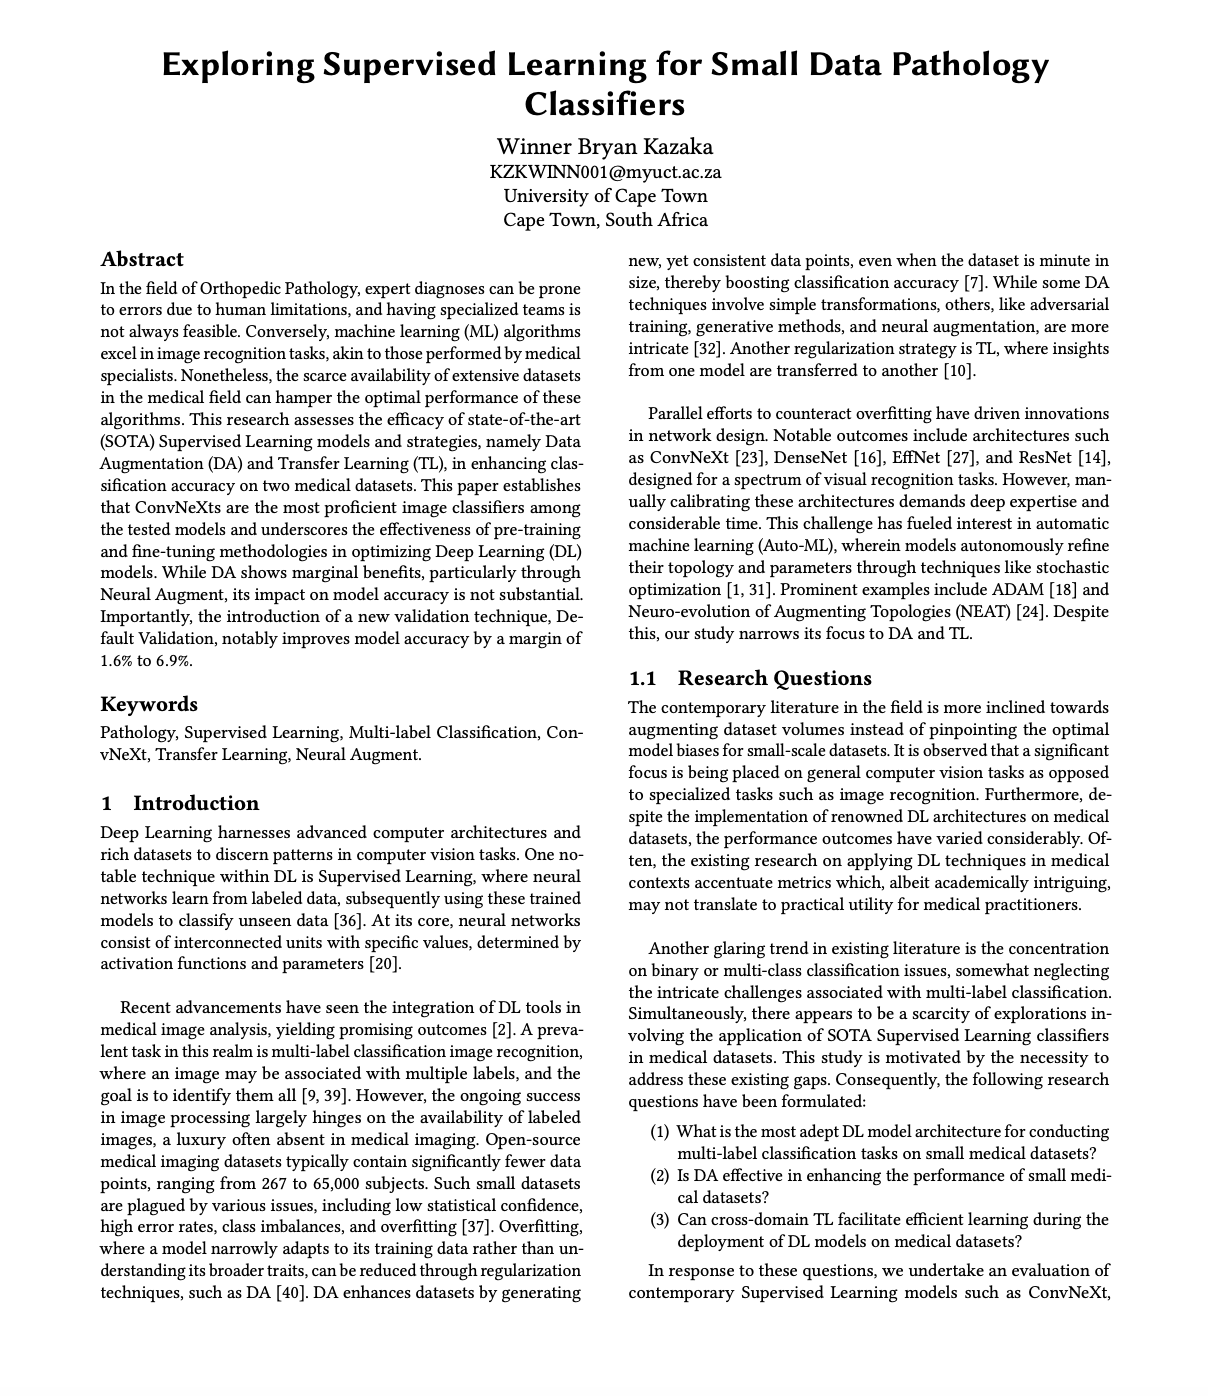 Exploring Supervised Learning for Small Data Pathology
Classifiers
Winner Bryan Kazaka
KZKWINN001@myuct.ac.za
University of Cape Town
Cape Town, South Africa
Abstract
In the field of Orthopedic Pathology, expert diagnoses can be prone
to errors due to human limitations, and having specialized teams is
not always feasible. Conversely, machine learning (ML) algorithms
excel in image recognition tasks, akin to those performed by medical
specialists. Nonetheless, the scarce availability of extensive datasets
in the medical field can hamper the optimal performance of these
algorithms. This research assesses the efficacy of state-of-the-art
(SOTA) Supervised Learning models and strategies, namely Data
Augmentation (DA) and Transfer Learning (TL), in enhancing clas-
sification accuracy on two medical datasets. This paper establishes
that ConvNeXts are the most proficient image classifiers among
the tested models and underscores the effectiveness of pre-training
and fine-tuning methodologies in optimizing Deep Learning (DL)
models. While DA shows marginal benefits, particularly through
Neural Augment, its impact on model accuracy is not substantial.
Importantly, the introduction of a new validation technique, De-
fault Validation, notably improves model accuracy by a margin of
1.6% to 6.9%.
Keywords
Pathology, Supervised Learning, Multi-label Classification, Con-
vNeXt, Transfer Learning, Neural Augment.
1 Introduction
Deep Learning harnesses advanced computer architectures and
rich datasets to discern patterns in computer vision tasks. One no-
table technique within DL is Supervised Learning, where neural
networks learn from labeled data, subsequently using these trained
models to classify unseen data [36]. At its core, neural networks
consist of interconnected units with specific values, determined by
activation functions and parameters [20].
Recent advancements have seen the integration of DL tools in
medical image analysis, yielding promising outcomes [2]. A preva-
lent task in this realm is multi-label classification image recognition,
where an image may be associated with multiple labels, and the
goal is to identify them all [9, 39]. However, the ongoing success
in image processing largely hinges on the availability of labeled
images, a luxury often absent in medical imaging. Open-source
medical imaging datasets typically contain significantly fewer data
points, ranging from 267 to 65,000 subjects. Such small datasets
are plagued by various issues, including low statistical confidence,
high error rates, class imbalances, and overfitting [37]. Overfitting,
where a model narrowly adapts to its training data rather than un-
derstanding its broader traits, can be reduced through regularization
techniques, such as DA [40]. DA enhances datasets by generating
new, yet consistent data points, even when the dataset is minute in
size, thereby boosting classification accuracy [7]. While some DA
techniques involve simple transformations, others, like adversarial
training, generative methods, and neural augmentation, are more
intricate [32]. Another regularization strategy is TL, where insights
from one model are transferred to another [10].
Parallel efforts to counteract overfitting have driven innovations
in network design. Notable outcomes include architectures such
as ConvNeXt [23], DenseNet [16], EffNet [27], and ResNet [14],
designed for a spectrum of visual recognition tasks. However, man-
ually calibrating these architectures demands deep expertise and
considerable time. This challenge has fueled interest in automatic
machine learning (Auto-ML), wherein models autonomously refine
their topology and parameters through techniques like stochastic
optimization [1, 31]. Prominent examples include ADAM [18] and
Neuro-evolution of Augmenting Topologies (NEAT) [24]. Despite
this, our study narrows its focus to DA and TL.
1.1 Research Questions
The contemporary literature in the field is more inclined towards
augmenting dataset volumes instead of pinpointing the optimal
model biases for small-scale datasets. It is observed that a significant
focus is being placed on general computer vision tasks as opposed
to specialized tasks such as image recognition. Furthermore, de-
spite the implementation of renowned DL architectures on medical
datasets, the performance outcomes have varied considerably. Of-
ten, the existing research on applying DL techniques in medical
contexts accentuate metrics which, albeit academically intriguing,
may not translate to practical utility for medical practitioners.
Another glaring trend in existing literature is the concentration
on binary or multi-class classification issues, somewhat neglecting
the intricate challenges associated with multi-label classification.
Simultaneously, there appears to be a scarcity of explorations in-
volving the application of SOTA Supervised Learning classifiers
in medical datasets. This study is motivated by the necessity to
address these existing gaps. Consequently, the following research
questions have been formulated:
(1) What is the most adept DL model architecture for conducting
multi-label classification tasks on small medical datasets?
(2) Is DA effective in enhancing the performance of small medi-
cal datasets?
(3) Can cross-domain TL facilitate efficient learning during the
deployment of DL models on medical datasets?
In response to these questions, we undertake an evaluation of
contemporary Supervised Learning models such as ConvNeXt,